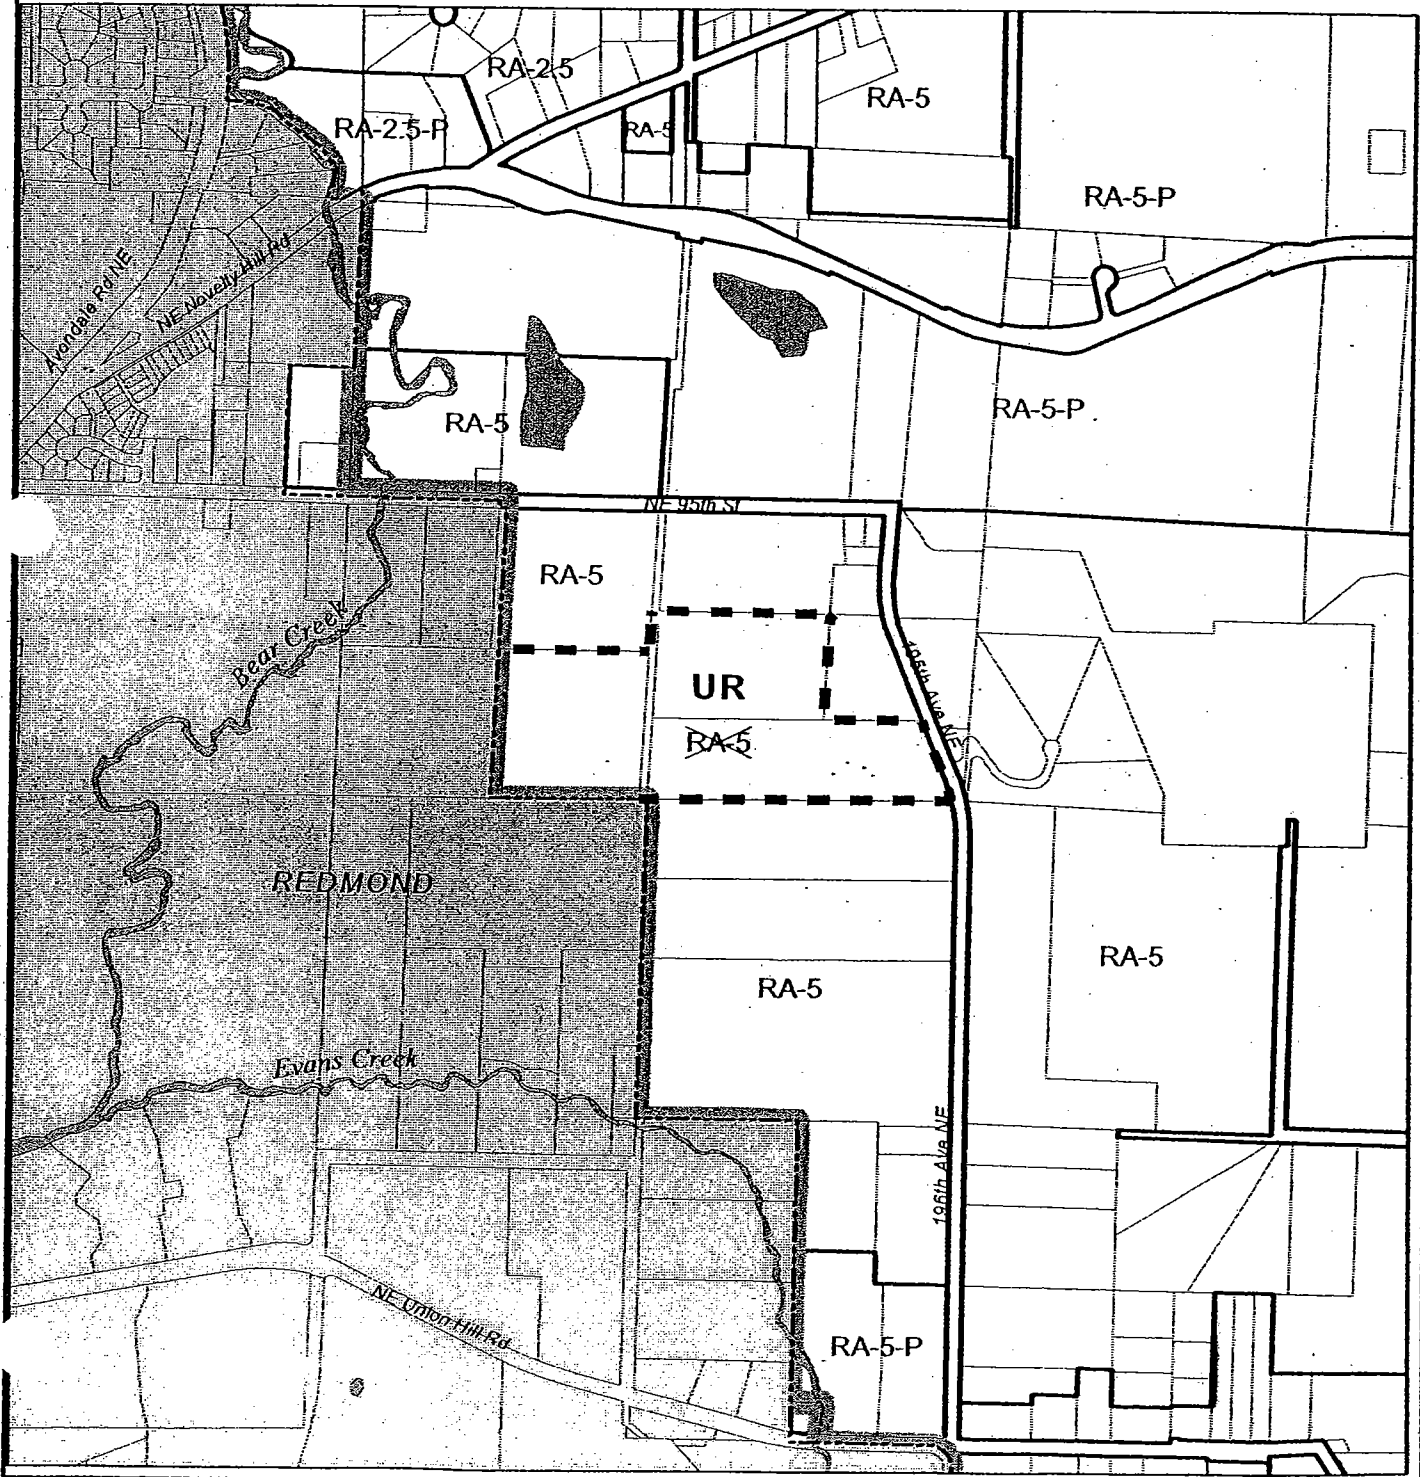 RA-2.5
RA-5
RA-2.5-P
RA-5
RA-5-P
Avondale Rd NE
NE Novelty Hill Rd
RA-5
RA-5-P
NE 95th St
RA-5
Bear Creek
UR
195th Ave NE
RA-5
REDMOND
RA-5
RA-5
Evans Creek
196th Ave NE
NE Union Hill Rd
RA-5-P